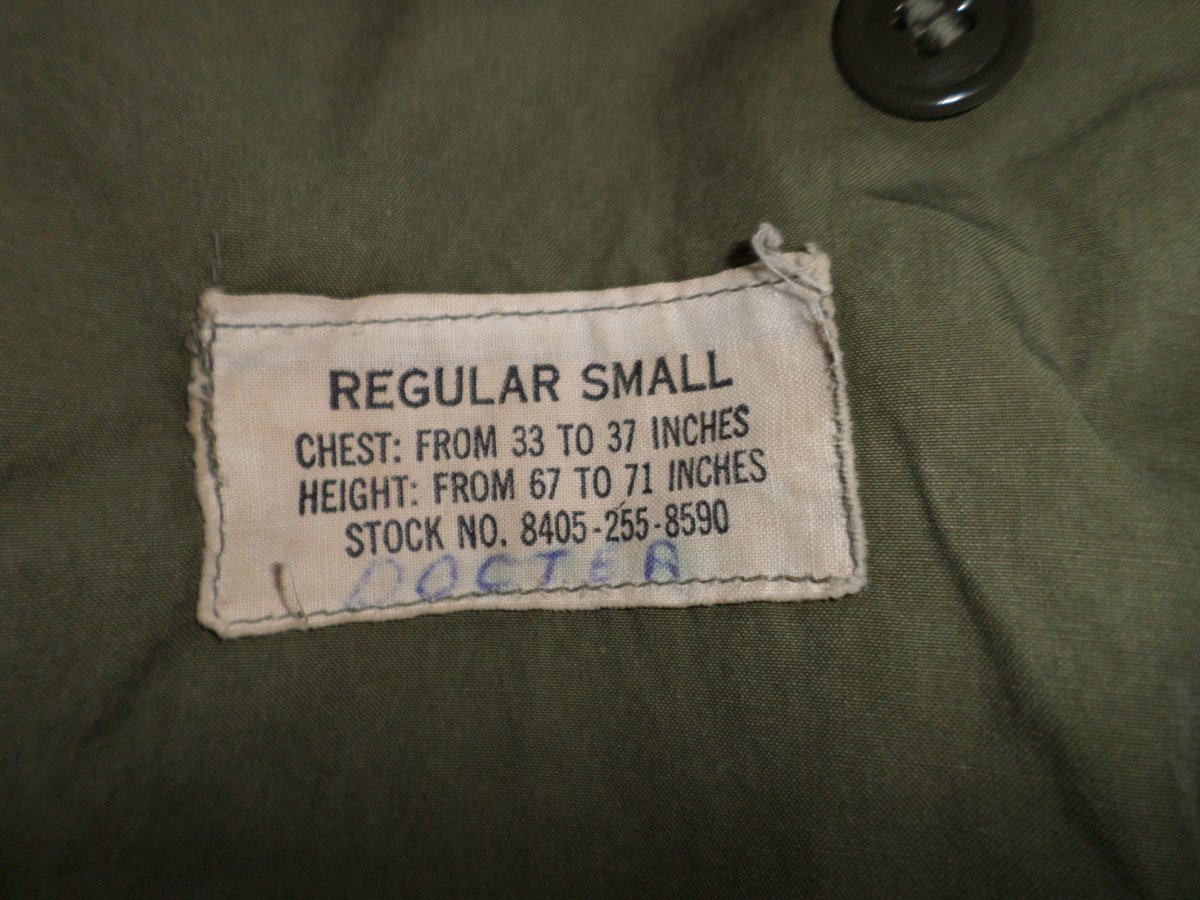 REGULAR SMALL
CHEST: FROM 33 TO 37 INCHES
HEIGHT: FROM 67 TO 71 INCHES
STOCK NO. 8405-255-8590
DOCTER